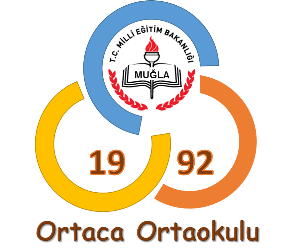 T.C. MİLLİ EĞİTİM BAKANLIĞI
MUĞLA
19 92
Ortaca Ortaokulu